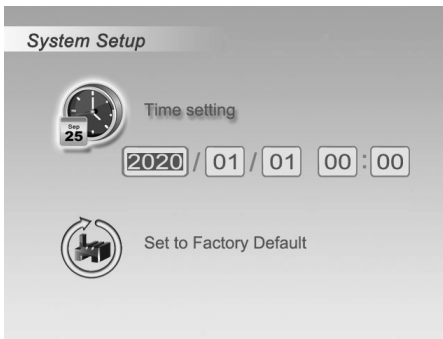 System Setup
Time setting
Sep
25
2020 / 01 / 01 00 : 00
Set to Factory Default